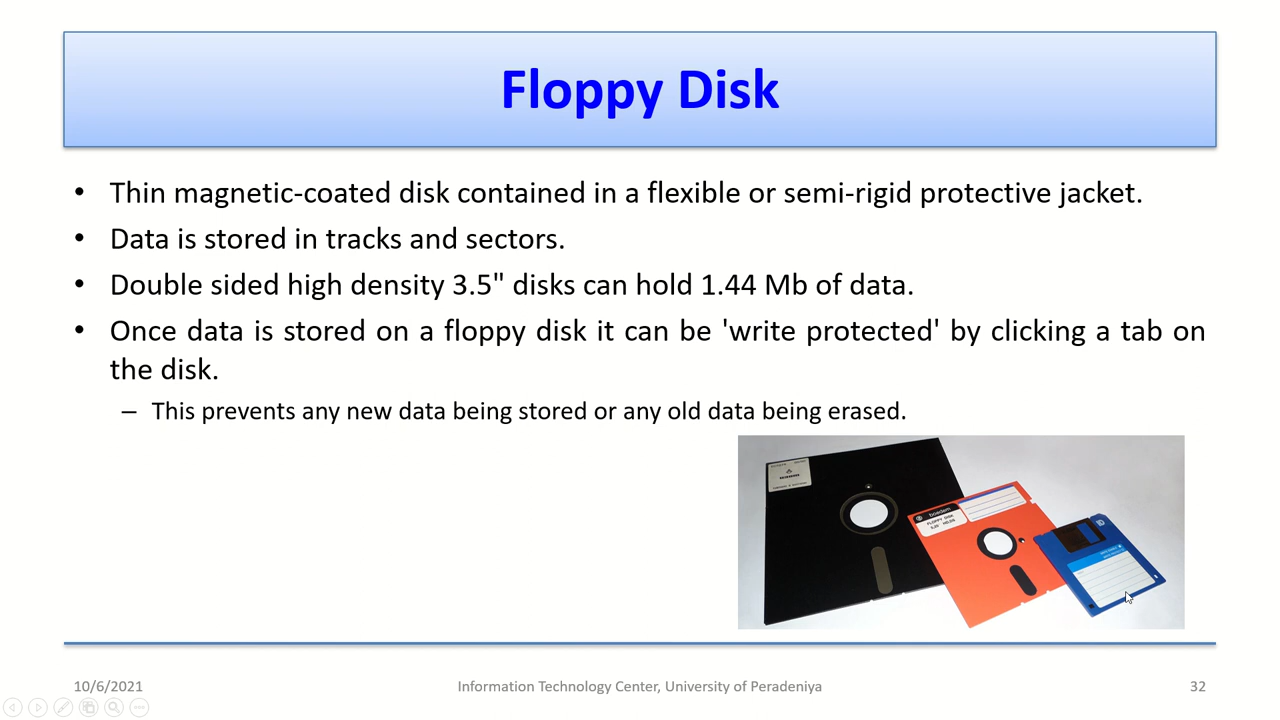 Floppy Disk
• Thin magnetic-coated disk contained in a flexible or semi-rigid protective jacket.
• Data is stored in tracks and sectors.
• Double sided high density 3.5" disks can hold 1.44 Mb of data.
• Once data is stored on a floppy disk it can be 'write protected' by clicking a tab on
the disk.
– This prevents any new data being stored or any old data being erased.
FLOPPY DISK
10/6/2021
Information Technology Center, University of Peradeniya
32